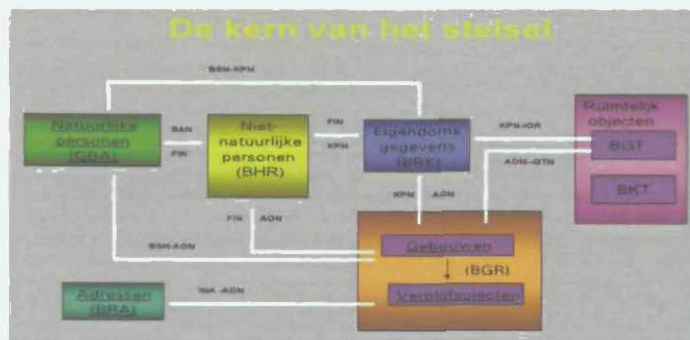 De kern van het stelsel
BSN-KPN
Natuurlijke
personen
(GBA)
BSN
FIN
Niet-
natuurlijke
personen
(BHR)
FIN
KPN
Eigendoms
gegevens
(BRK)
KPN-IOR
AON-GTN
Ruimtelijk
objecten
BGT
BKT
FIN AON
KPN AON
BSN-AON
Gebouwen
(BGR)
Verblijfsobjecten
Adressen
(BRA)
-AON